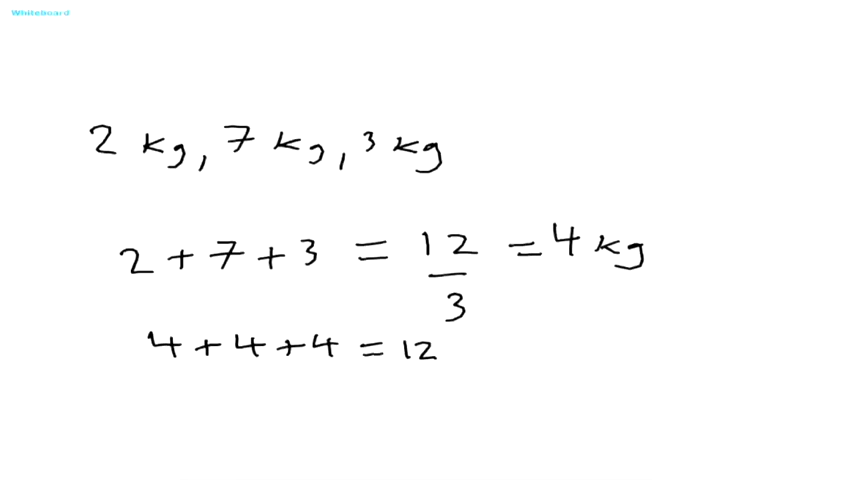 Whiteboard
2 kg, 7 kg, 3 kg
2 + 7 + 3 = 12/3 = 4 kg
4 + 4 + 4 = 12